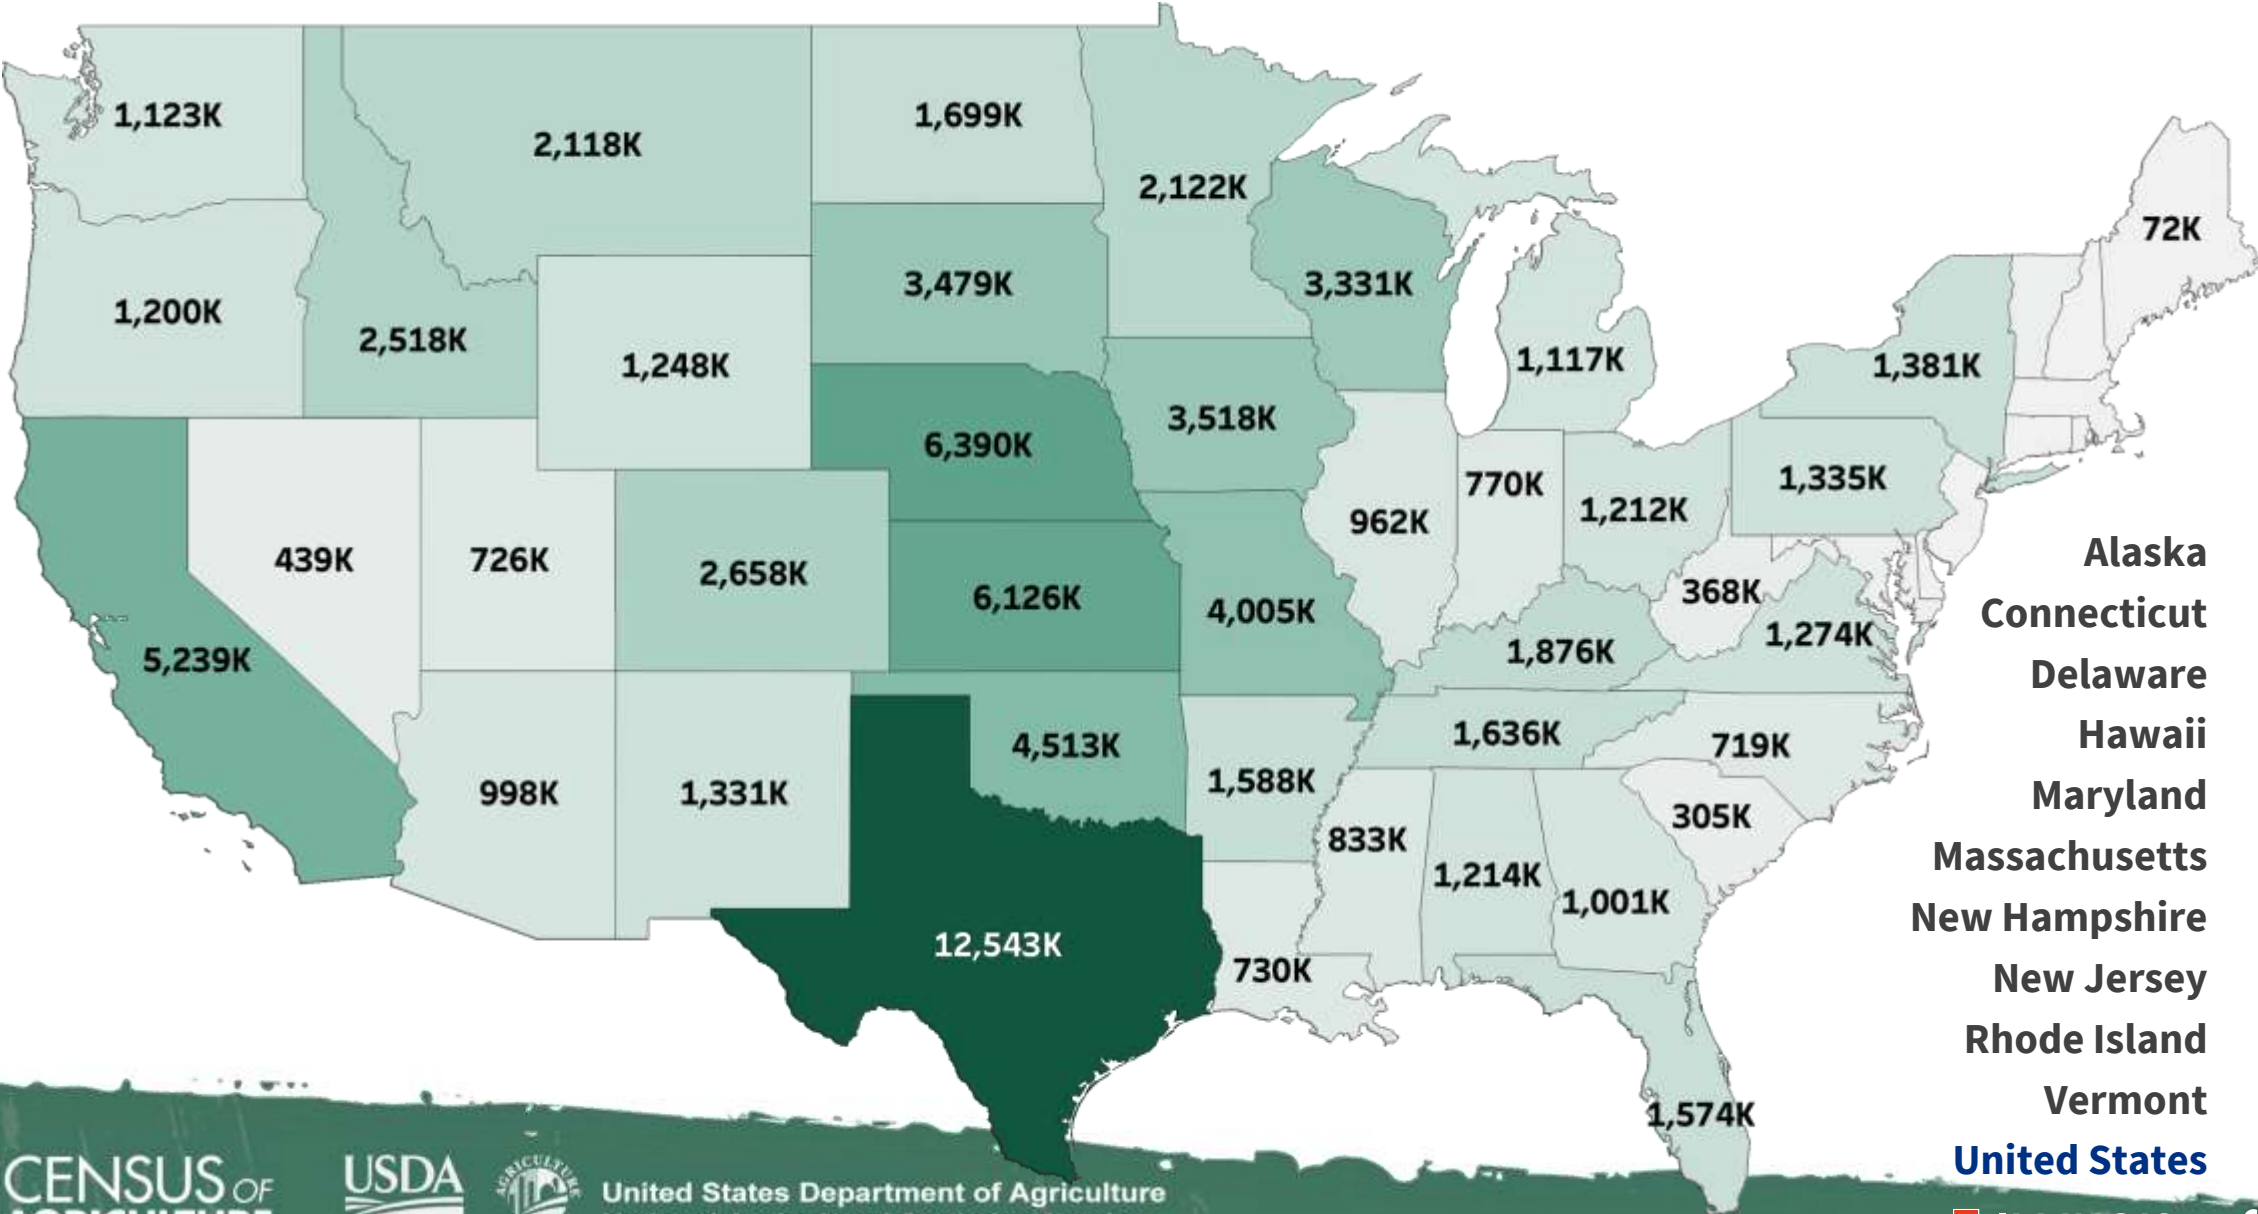 1,123K
2,118K
1,699K
2,122K
72K
3,479K
3,331K
1,200K
2,518K
1,248K
1,117K
1,381K
3,518K
6,390K
770K
1,335K
962K
1,212K
439K
726K
2,658K
6,126K
4,005K
368K
1,274K
5,239K
1,876K
4,513K
1,636K
719K
998K
1,331K
1,588K
833K
305K
1,214K
1,001K
12,543K
730K
1,574K
Alaska
Connecticut
Delaware
Hawaii
Maryland
Massachusetts
New Hampshire
New Jersey
Rhode Island
Vermont
United States
CENSUS OF
AGRICULTURE
USDA
AGRICULTURE
United States Department of Agriculture